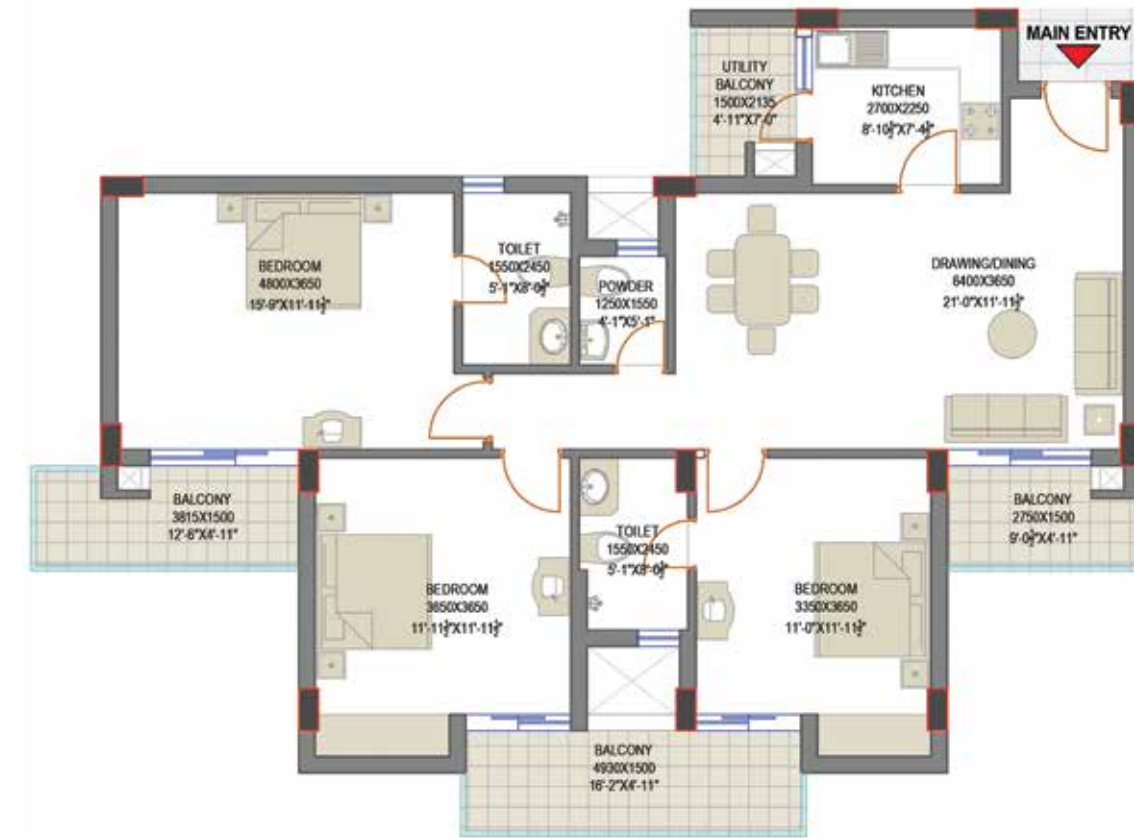 MAIN ENTRY
UTILITY
BALCONY
1500X2135
4'-11"X7'-0"
KITCHEN
2700X2250
8'-10½"X7'-4½"
BEDROOM
4800X3650
15'-9"X11'-11½"
TOILET
1550X2450
5'-1"X8'-0½"
POWDER
1250X1550
4'-1"X5'-1"
DRAWING/DINING
6400X3650
21'-0"X11'-11½"
BALCONY
3815X1500
12'-6"X4'-11"
BALCONY
2750X1500
9'-0½"X4'-11"
TOILET
1550X2450
5'-1"X8'-0½"
BEDROOM
3650X3650
11'-11½"X11'-11½"
BEDROOM
3350X3650
11'-0"X11'-11½"
BALCONY
4930X1500
16'-2"X4'-11"